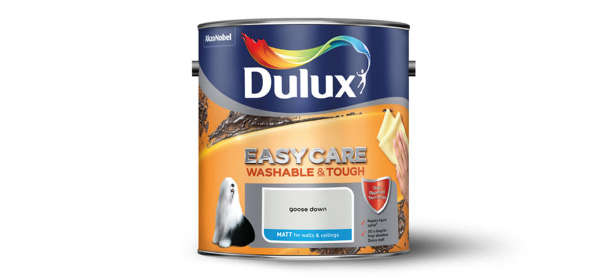 AkzoNobel
Dulux
EASYCARE
WASHABLE & TOUGH
goose down
MATT for walls & ceilings